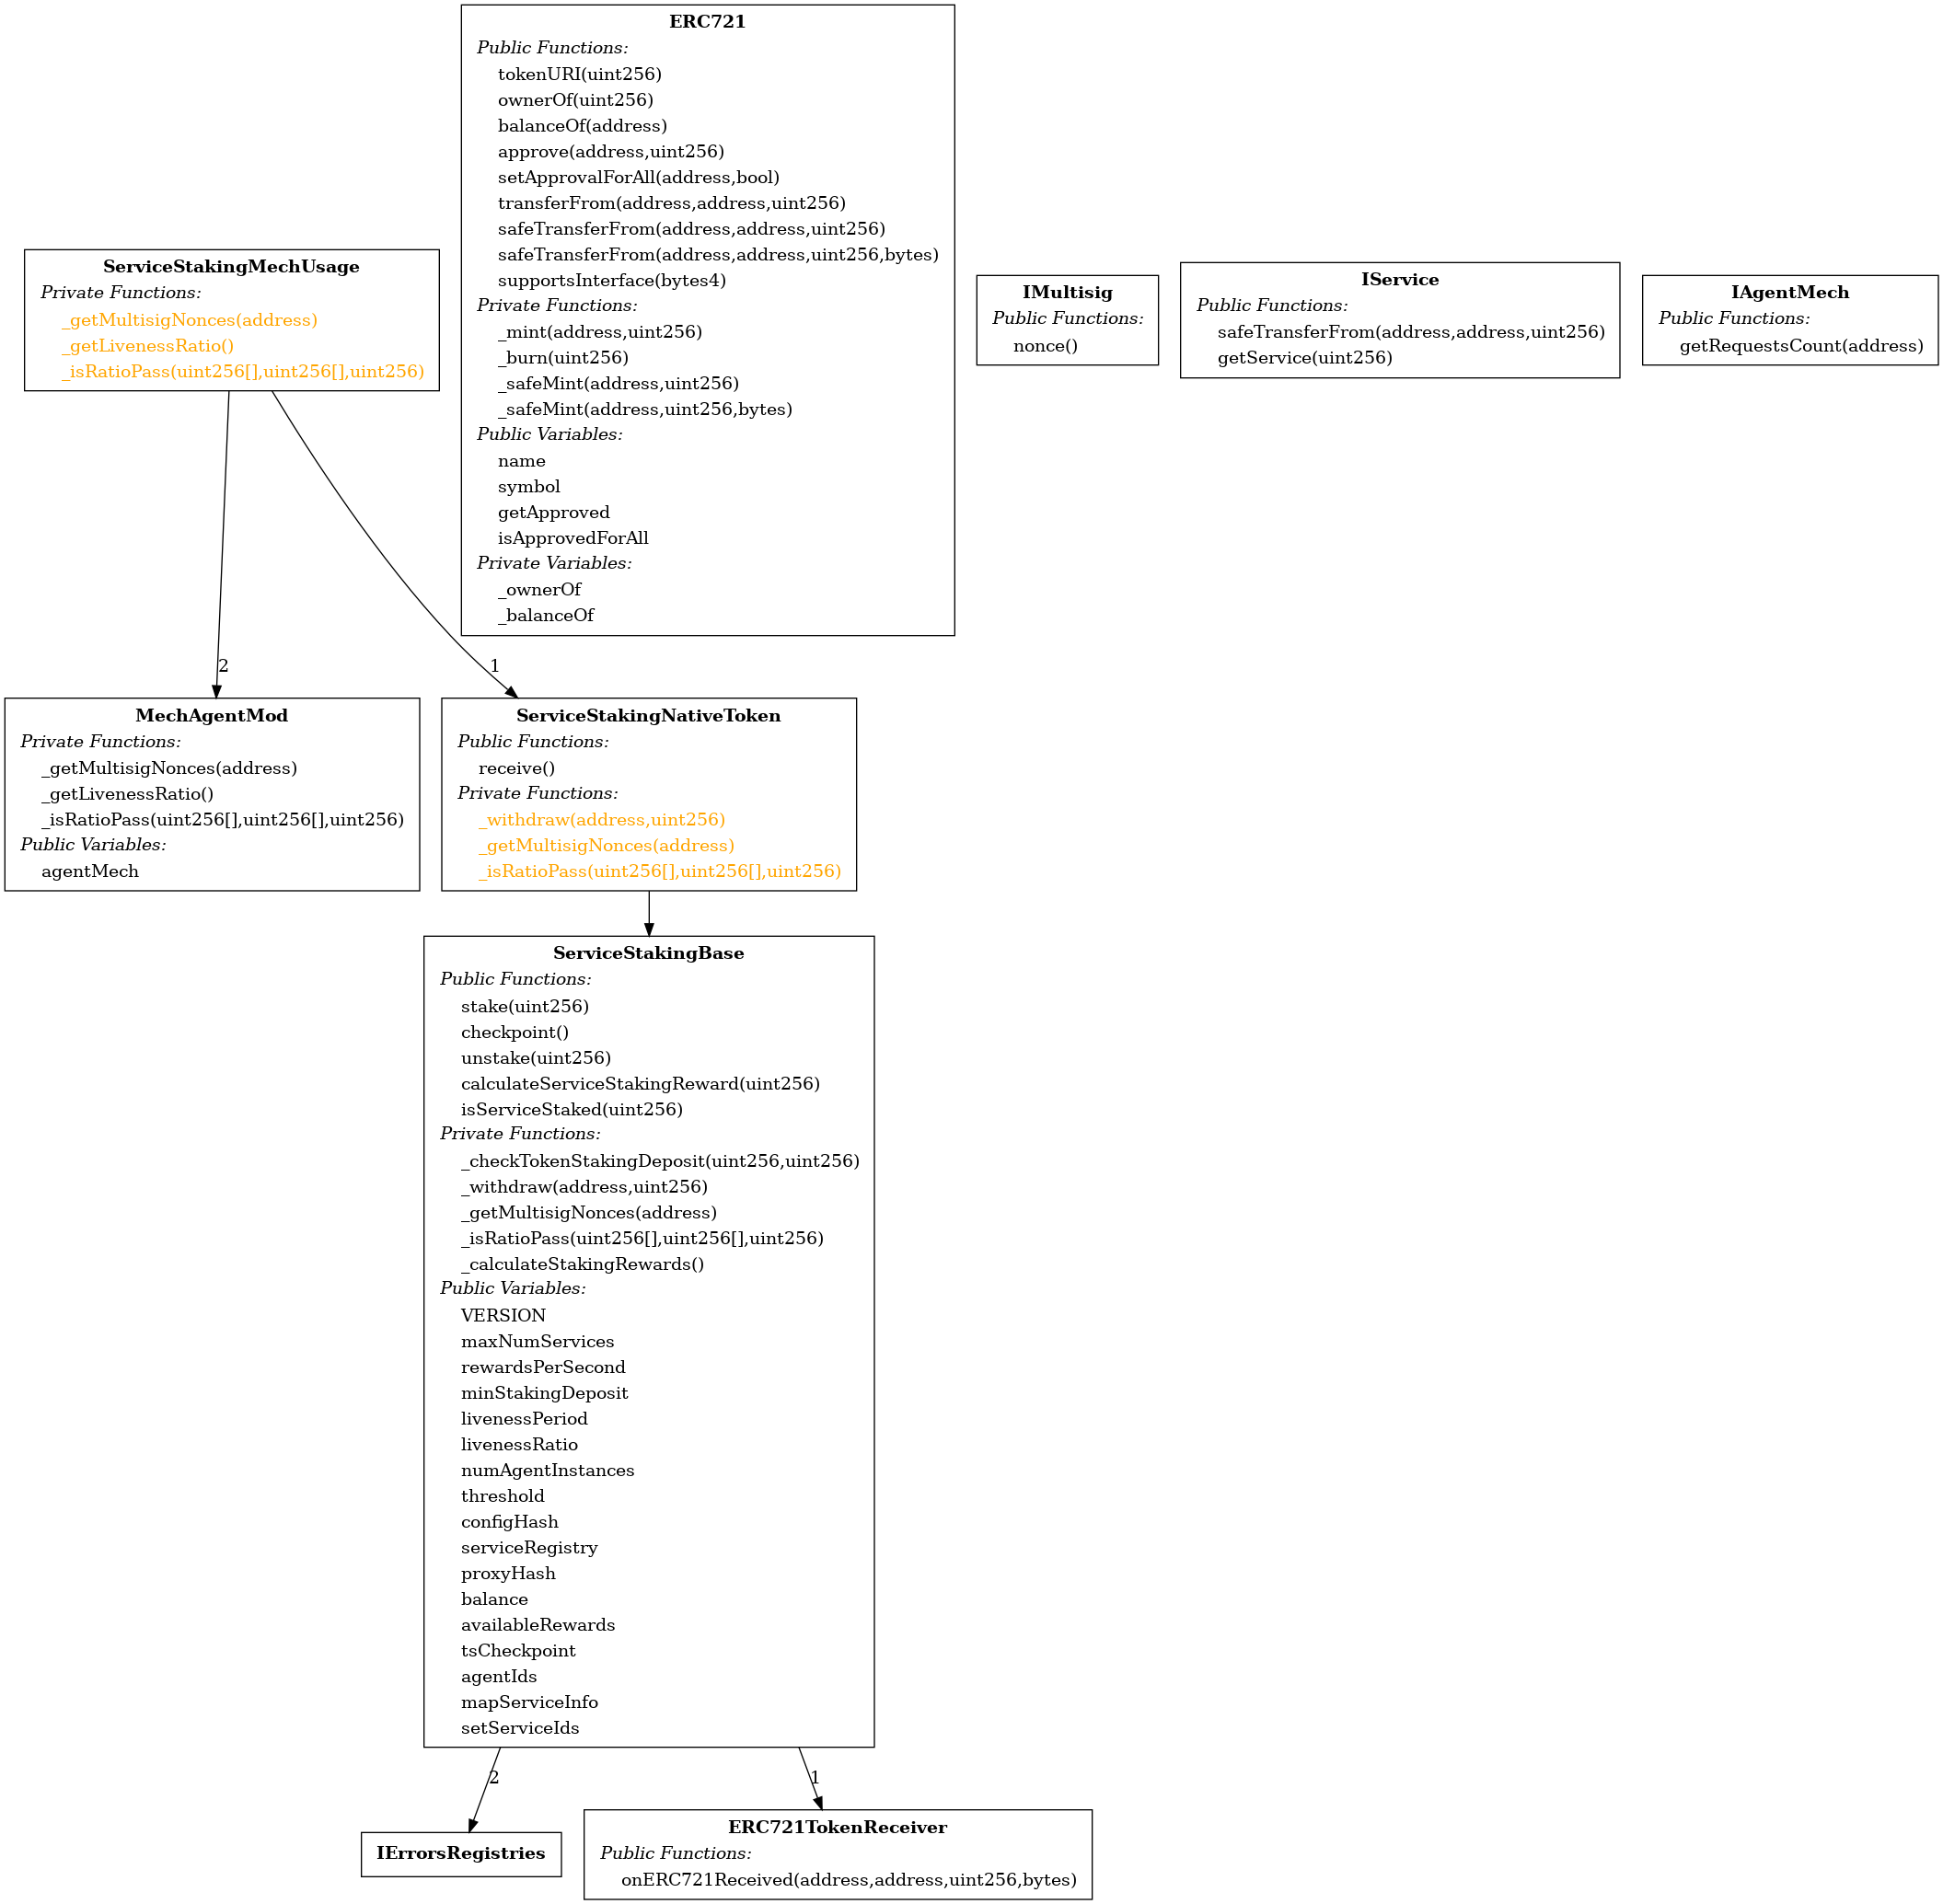 ERC721
Public Functions:
tokenURI(uint256)
ownerOf(uint256)
balanceOf(address)
approve(address,uint256)
setApprovalForAll(address,bool)
transferFrom(address,address,uint256)
safeTransferFrom(address,address,uint256)
safeTransferFrom(address,address,uint256,bytes)
supportsInterface(bytes4)
Private Functions:
_mint(address,uint256)
_burn(uint256)
_safeMint(address,uint256)
_safeMint(address,uint256,bytes)
Public Variables:
name
symbol
getApproved
isApprovedForAll
Private Variables:
_ownerOf
_balanceOf
ServiceStakingMechUsage
Private Functions:
_getMultisigNonces(address)
_getLivenessRatio()
_isRatioPass(uint256[],uint256[],uint256)
IMultisig
Public Functions:
nonce()
IService
Public Functions:
safeTransferFrom(address,address,uint256)
getService(uint256)
IAgentMech
Public Functions:
getRequestsCount(address)
2
1
MechAgentMod
Private Functions:
_getMultisigNonces(address)
_getLivenessRatio()
_isRatioPass(uint256[],uint256[],uint256)
Public Variables:
agentMech
ServiceStakingNativeToken
Public Functions:
receive()
Private Functions:
_withdraw(address,uint256)
_getMultisigNonces(address)
_isRatioPass(uint256[],uint256[],uint256)
ServiceStakingBase
Public Functions:
stake(uint256)
checkpoint()
unstake(uint256)
calculateServiceStakingReward(uint256)
isServiceStaked(uint256)
Private Functions:
_checkTokenStakingDeposit(uint256,uint256)
_withdraw(address,uint256)
_getMultisigNonces(address)
_isRatioPass(uint256[],uint256[],uint256)
_calculateStakingRewards()
Public Variables:
VERSION
maxNumServices
rewardsPerSecond
minStakingDeposit
livenessPeriod
livenessRatio
numAgentInstances
threshold
configHash
serviceRegistry
proxyHash
balance
availableRewards
tsCheckpoint
agentIds
mapServiceInfo
setServiceIds
2
1
IErrorsRegistries
ERC721TokenReceiver
Public Functions:
onERC721Received(address,address,uint256,bytes)